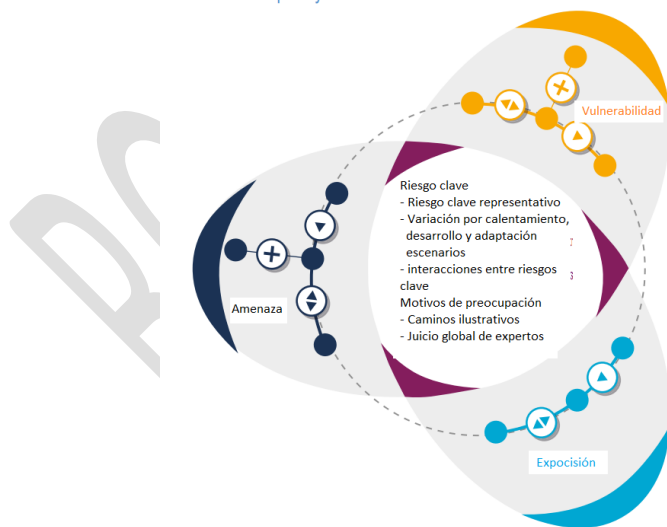 Vulnerabilidad
Riesgo clave
- Riesgo clave representativo
- Variación por calentamiento,
desarrollo y adaptación
escenarios
- interacciones entre riesgos
clave
Motivos de preocupación
- Caminos ilustrativos
- Juicio global de expertos
Amenaza
Expocisión